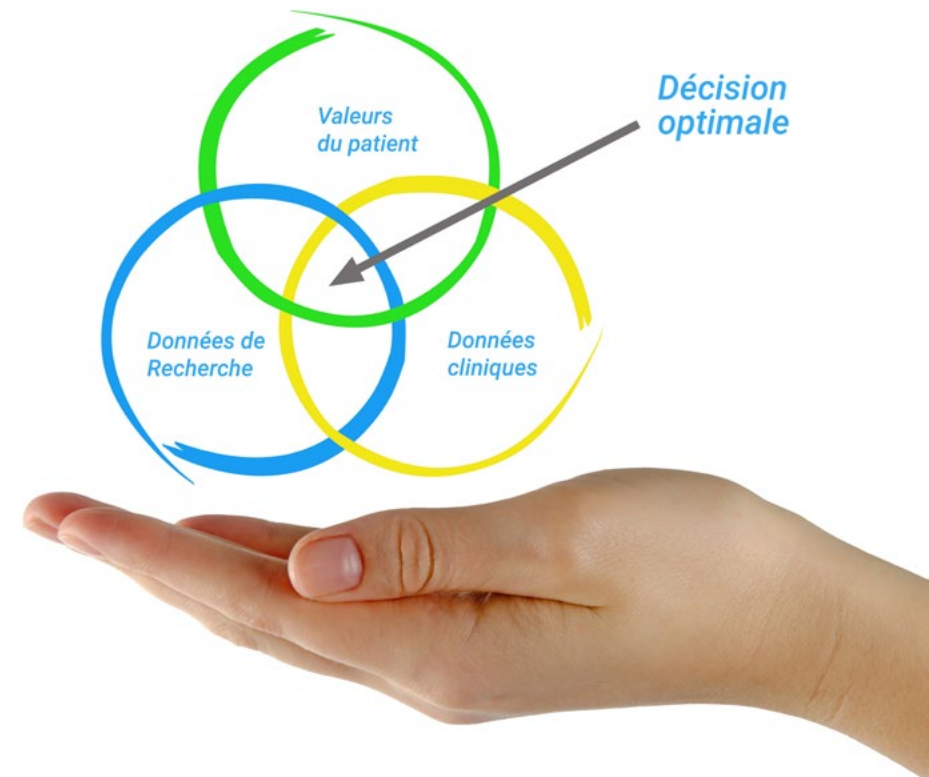 Valeurs
du patient
Décision
optimale
Données de
Recherche
Données
cliniques